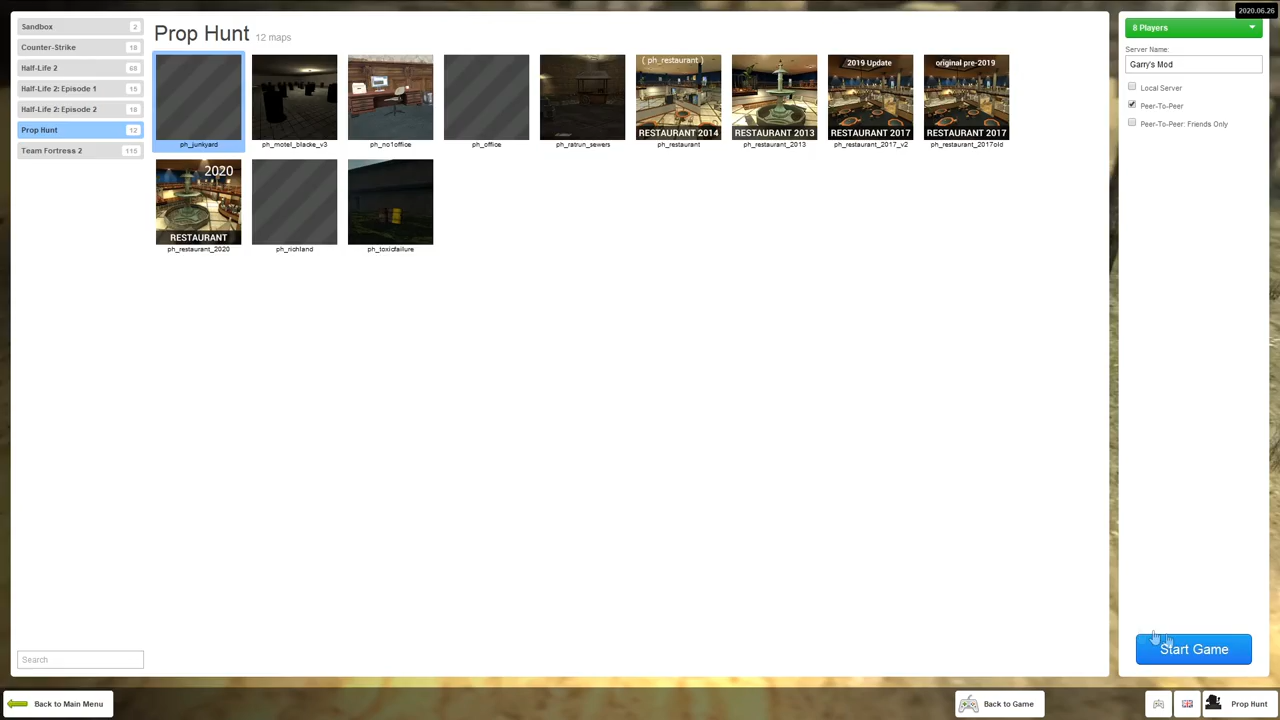 2020.06.26
Sandbox 2
Counter-Strike 18
Half-Life 2 68
Half-Life 2: Episode 1 15
Half-Life 2: Episode 2 18
Prop Hunt 12
Team Fortress 2 115
Search
Prop Hunt 12 maps
ph_junkyard
ph_motel_blacke_v3
ph_no1office
ph_office
ph_ratrun_sewers
( ph_restaurant )
RESTAURANT 2014
ph_restaurant
RESTAURANT 2013
ph_restaurant_2013
2019 Update
RESTAURANT 2017
ph_restaurant_2017_v2
original pre-2019
RESTAURANT 2017
ph_restaurant_2017old
2020
RESTAURANT
ph_restaurant_2020
ph_richland
ph_toxicfailure
8 Players
Server Name:
Garry's Mod
Local Server
Peer-To-Peer
Peer-To-Peer: Friends Only
Start Game
Back to Main Menu
Back to Game
Prop Hunt